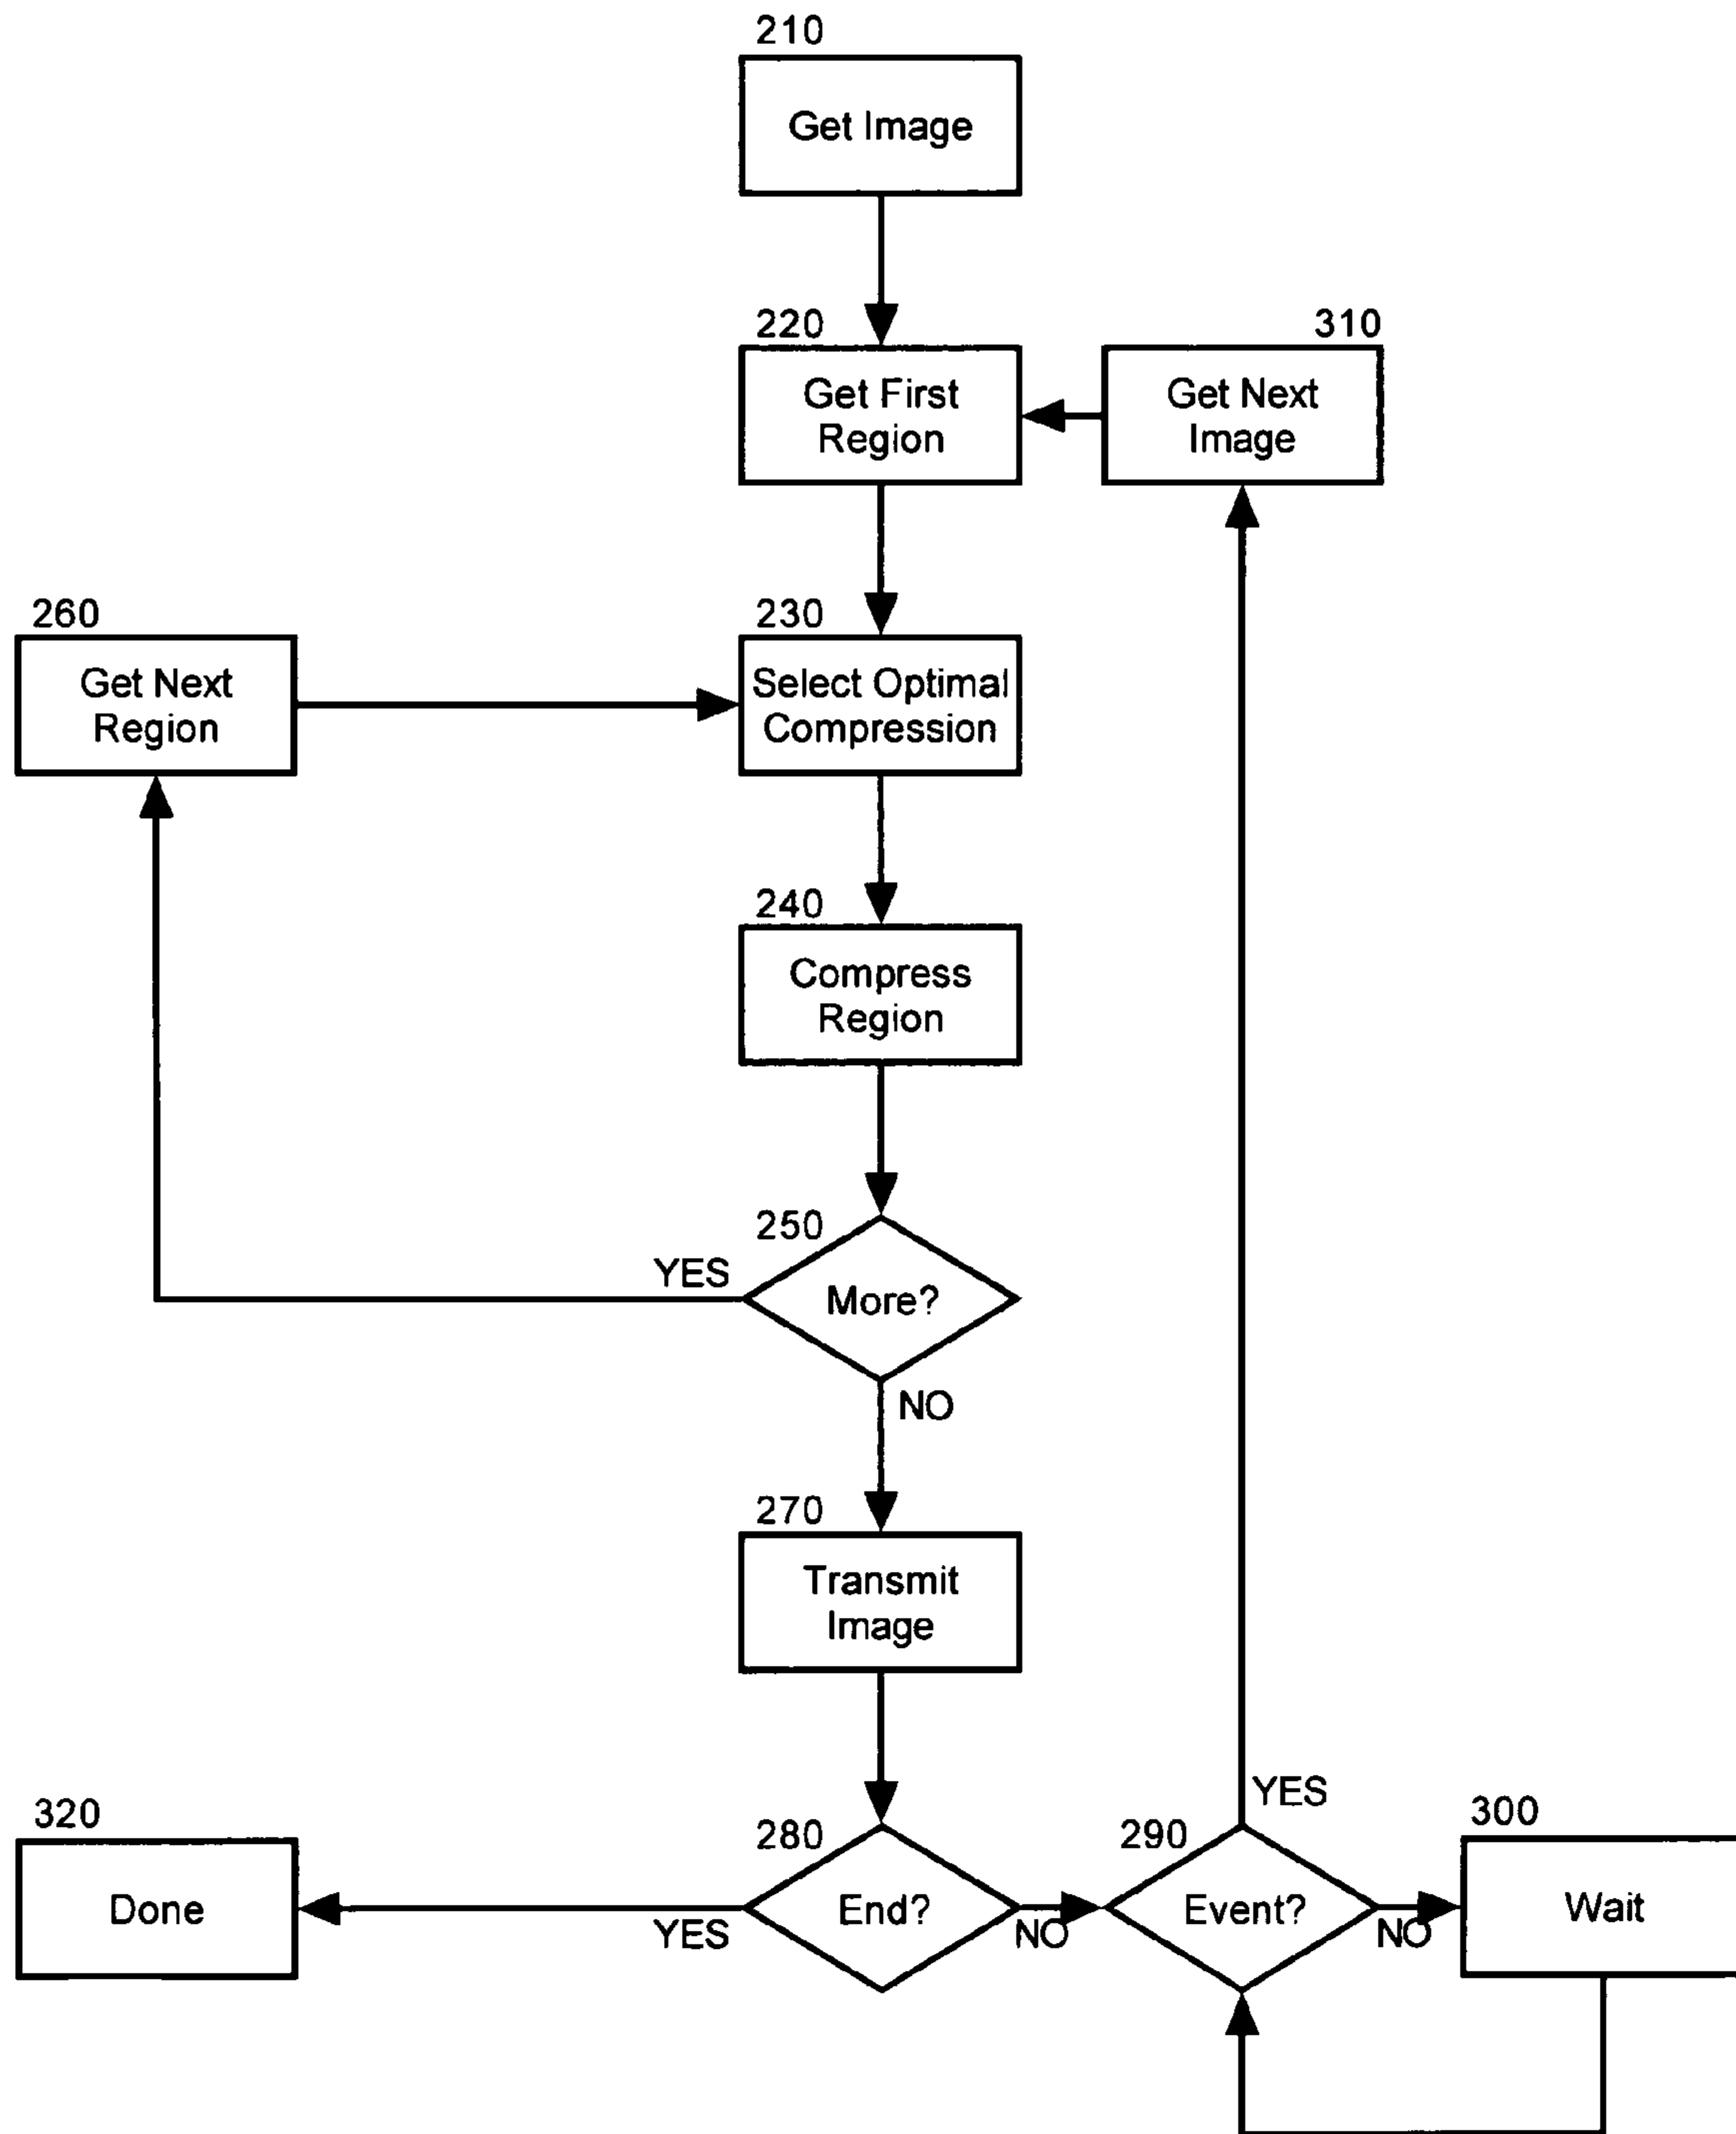 210
Get Image
220
Get First
Region
310
Get Next
Image
260
Get Next
Region
230
Select Optimal
Compression
240
Compress
Region
250
YES
More?
NO
270
Transmit
Image
320
Done
YES
280
End?
NO
290
YES
Event?
NO
300
Wait